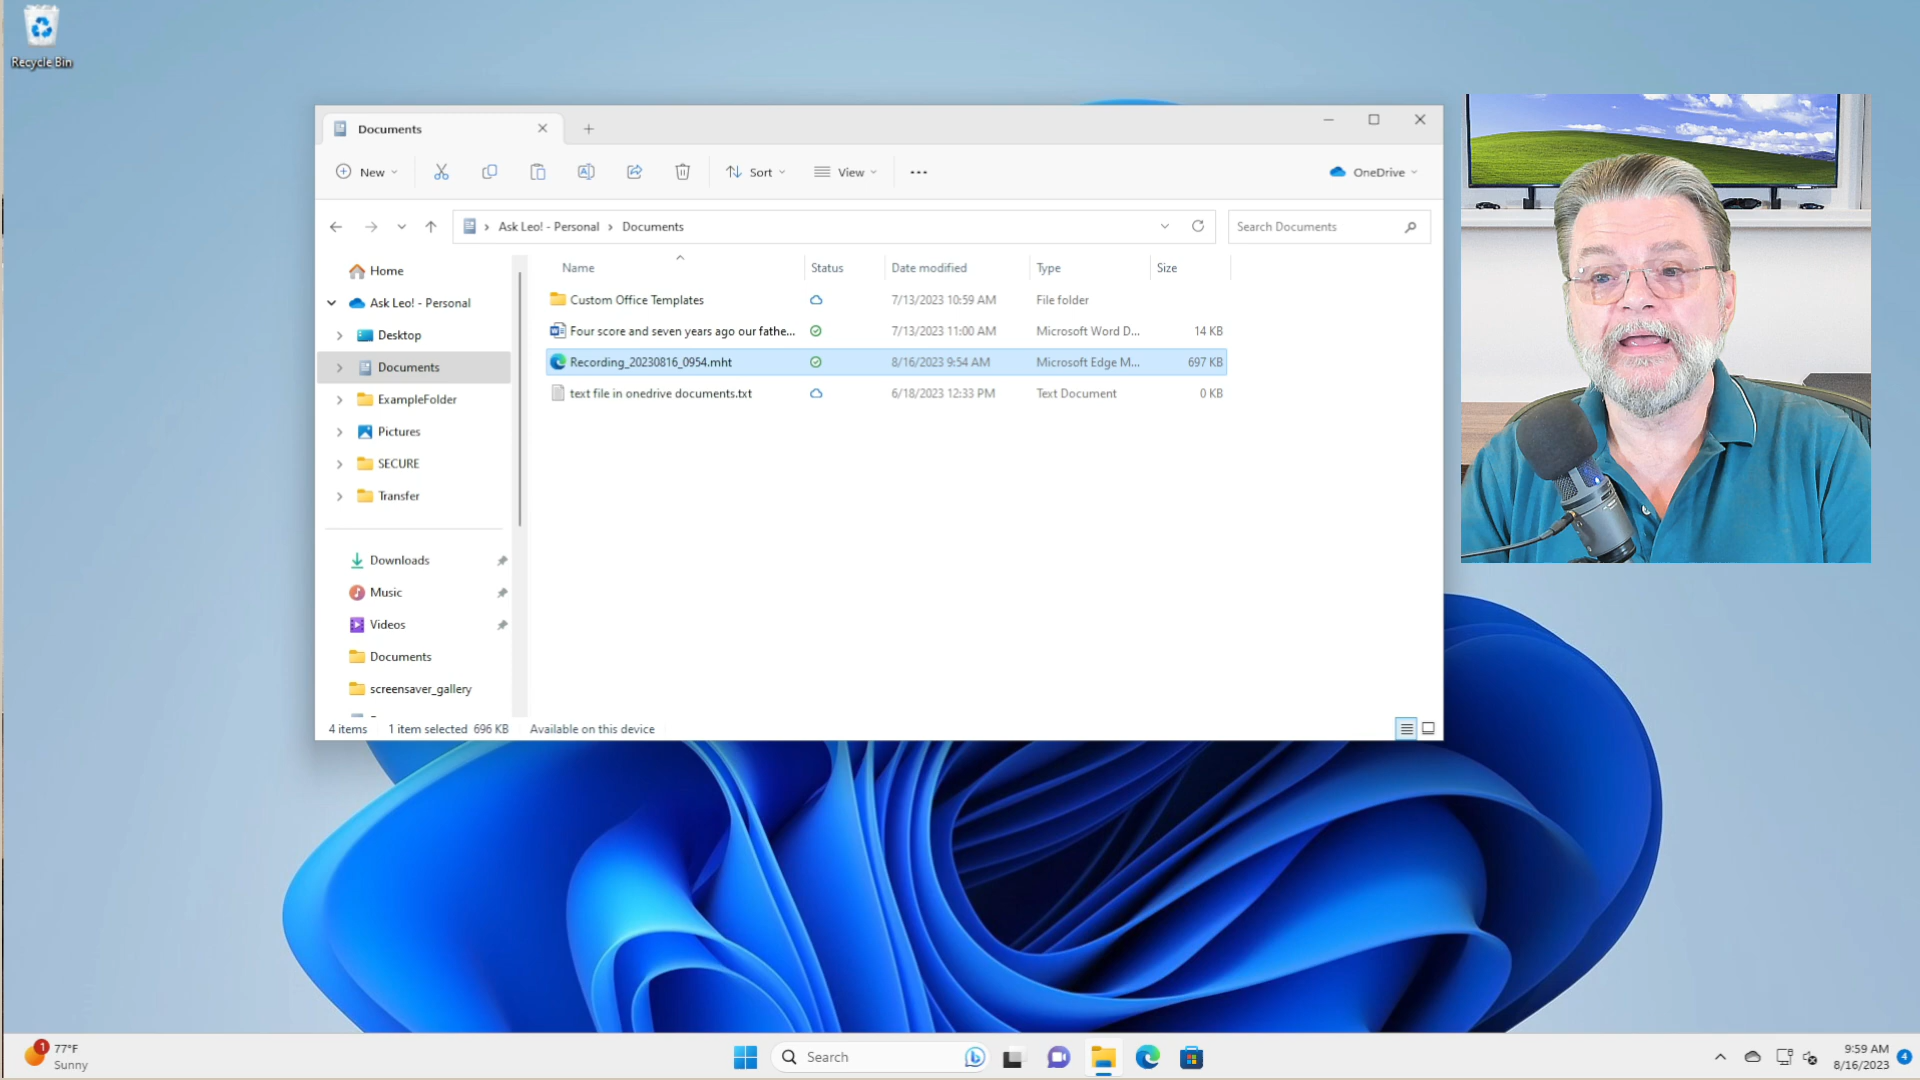 Recycle Bin
Documents
New
Sort
View
OneDrive
Ask Leo! - Personal
Documents
Search Documents
Name
Status
Date modified
Type
Size
Home
Ask Leo! - Personal
Desktop
Documents
ExampleFolder
Pictures
SECURE
Transfer
Downloads
Music
Videos
Documents
screensaver_gallery
Custom Office Templates 7/13/2023 10:59 AM File folder
Four score and seven years ago our fathe... 7/13/2023 11:00 AM Microsoft Word D... 14 KB
Recording_20230816_0954.mht 8/16/2023 9:54 AM Microsoft Edge M... 697 KB
text file in onedrive documents.txt 6/18/2023 12:33 PM Text Document 0 KB
4 items 1 item selected 696 KB Available on this device
1
77°F
Sunny
Search
9:59 AM
8/16/2023
4